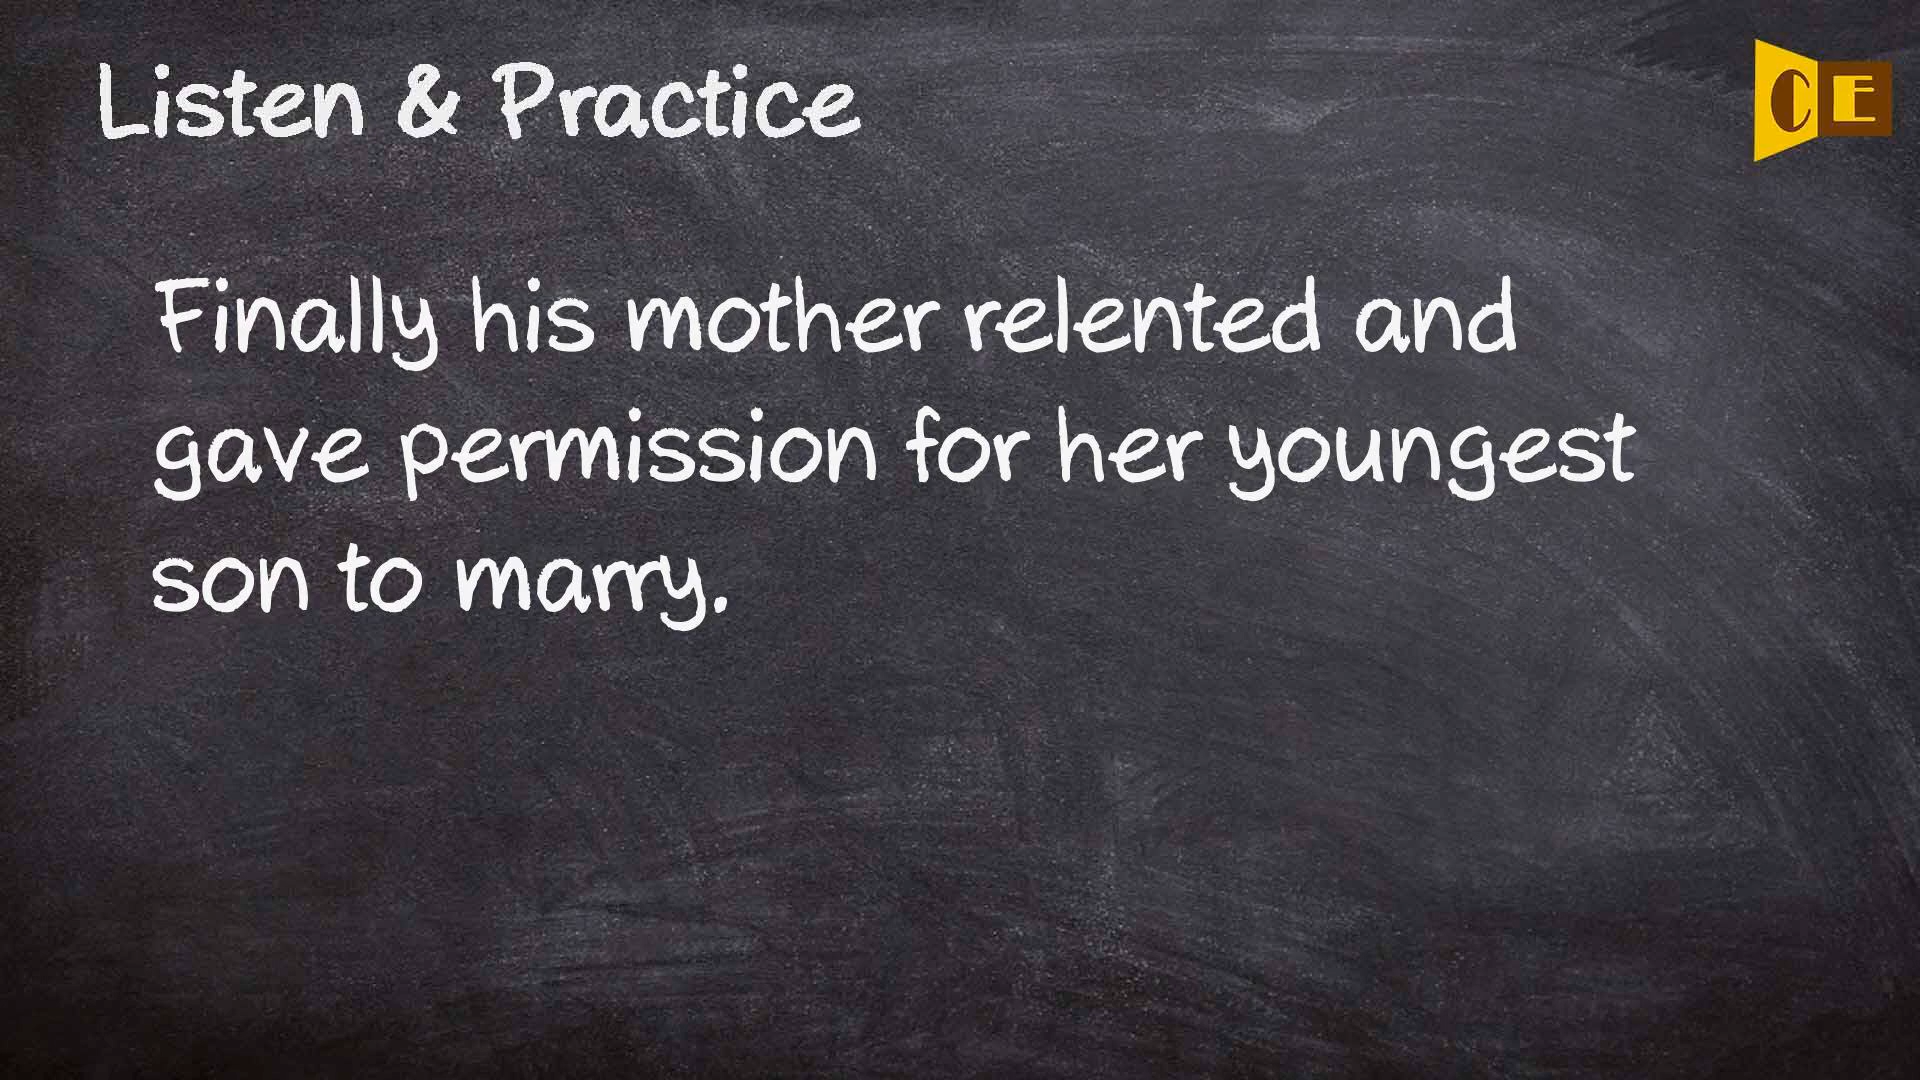 Listen & Practice
CE
Finally his mother relented and
gave permission for her youngest
son to marry.